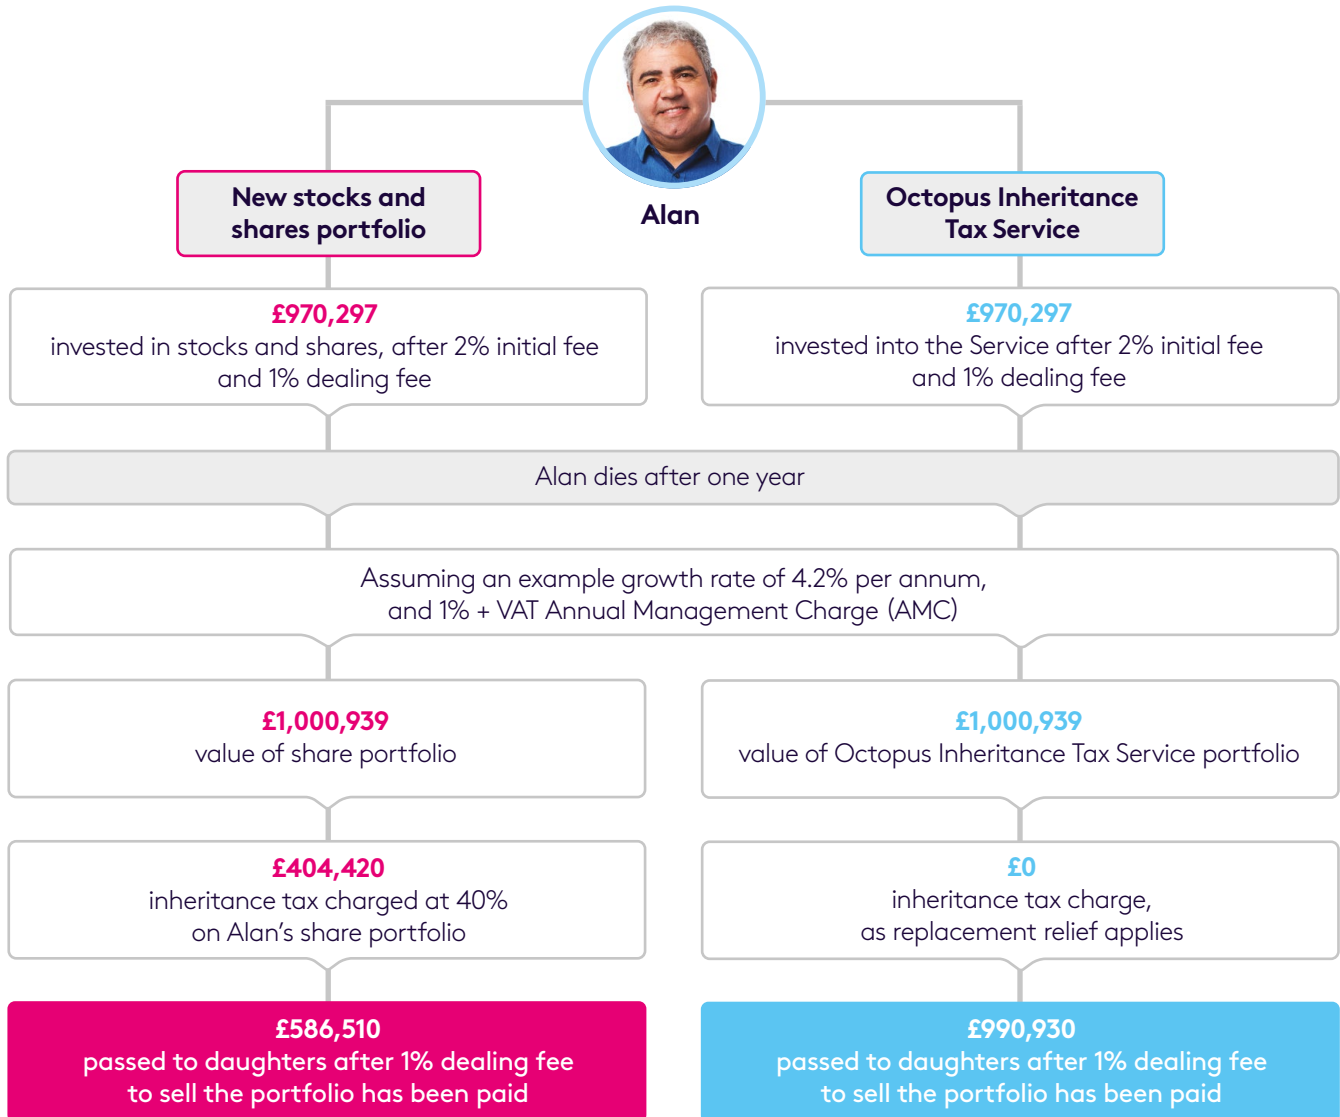 Alan
New stocks and
shares portfolio
Octopus Inheritance
Tax Service
£970,297
invested in stocks and shares, after 2% initial fee
and 1% dealing fee
£970,297
invested into the Service after 2% initial fee
and 1% dealing fee
Alan dies after one year
Assuming an example growth rate of 4.2% per annum,
and 1% + VAT Annual Management Charge (AMC)
£1,000,939
value of share portfolio
£1,000,939
value of Octopus Inheritance Tax Service portfolio
£404,420
inheritance tax charged at 40%
on Alan’s share portfolio
£0
inheritance tax charge,
as replacement relief applies
£586,510
passed to daughters after 1% dealing fee
to sell the portfolio has been paid
£990,930
passed to daughters after 1% dealing fee
to sell the portfolio has been paid